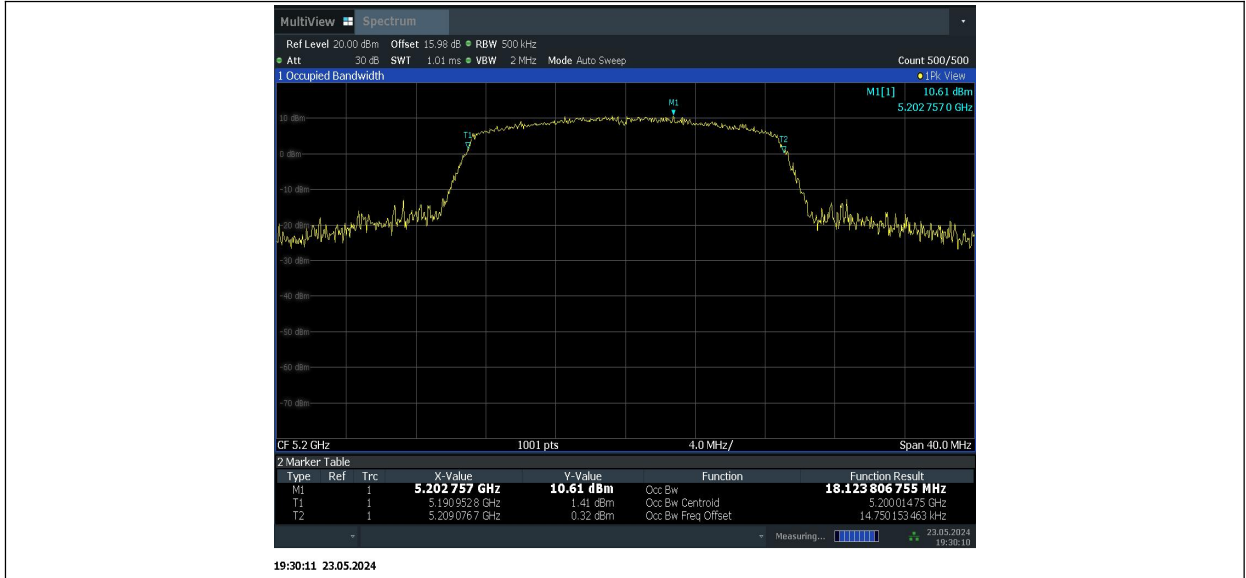 MultiView Spectrum
Ref Level 20.00 dBm Offset 15.98 dB RBW 500 kHz
Att 30 dB SWT 1.01 ms VBW 2 MHz Mode Auto Sweep Count 500/500
1 Occupied Bandwidth 1Pk View
M1[1] 10.61 dBm
5.202 757 0 GHz
M1
10 dBm
T1
T2
0 dBm
-10 dBm
-20 dBm
-30 dBm
-40 dBm
-50 dBm
-60 dBm
-70 dBm
CF 5.2 GHz 1001 pts 4.0 MHz/ Span 40.0 MHz
2 Marker Table
Type Ref Trc X-Value Y-Value Function Function Result
M1 1 5.202 757 GHz 10.61 dBm Occ Bw 18.123 806 755 MHz
T1 1 5.190 952 8 GHz 1.41 dBm Occ Bw Centroid 5.200 014 75 GHz
T2 1 5.209 076 7 GHz 0.32 dBm Occ Bw Freq Offset 14.750 153 463 kHz
Measuring... 23.05.2024
19:30:10
19:30:11 23.05.2024